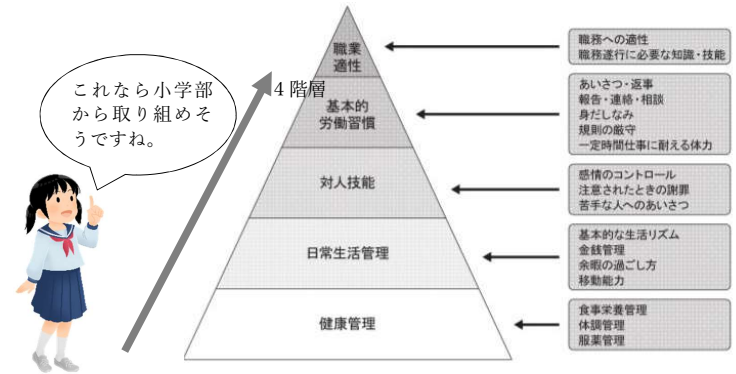 これなら小学部
から取り組めそ
うですね。
4階層
職業
適性
基本的
労働習慣
対人技能
日常生活管理
健康管理
職務への適性
職務遂行に必要な知識・技能
あいさつ・返事
報告・連絡・相談
身だしなみ
規則の厳守
一定時間仕事に耐える体力
感情のコントロール
注意されたときの謝罪
苦手な人へのあいさつ
基本的な生活リズム
金銭管理
余暇の過ごし方
移動能力
食事栄養管理
体調管理
服薬管理